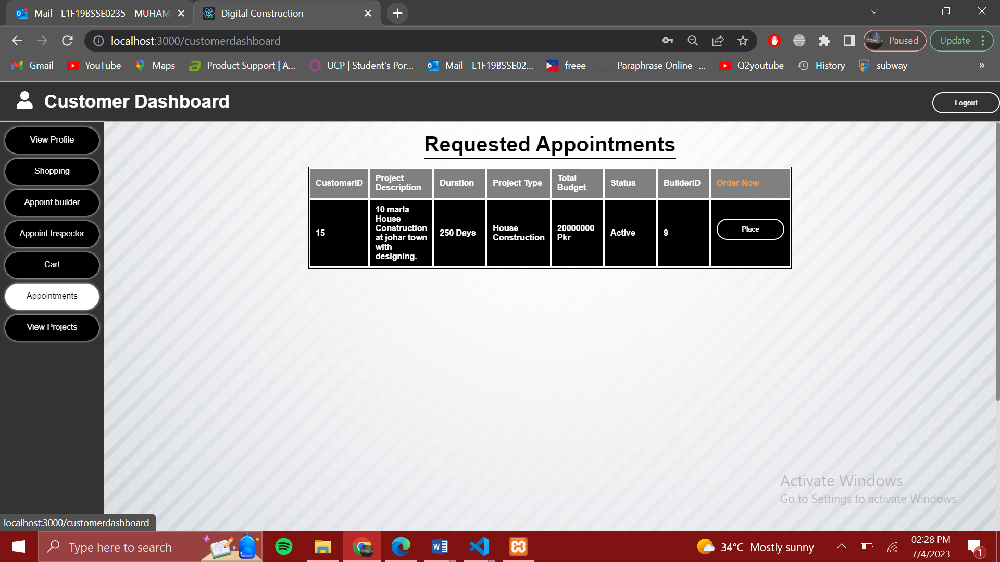 Mail - L1F19BSSE0235 - MUHAM
Digital Construction
localhost:3000/customerdashboard
Paused
Update
Gmail
YouTube
Maps
Product Support | A...
UCP | Student's Por...
Mail - L1F19BSSE02...
freee
Paraphrase Online -...
Q2youtube
History
subway
»
Customer Dashboard
Logout
View Profile
Shopping
Appoint builder
Appoint Inspector
Cart
Appointments
View Projects
Requested Appointments
CustomerID
Project
Description
Duration
Project Type
Total
Budget
Status
BuilderID
Order Now
15
10 marla
House
Construction
at johar town
with
designing.
250 Days
House
Construction
20000000
Pkr
Active
9
Place
Activate Windows
Go to Settings to activate Windows.
localhost:3000/customerdashboard
Type here to search
34°C Mostly sunny
02:28 PM
7/4/2023
1